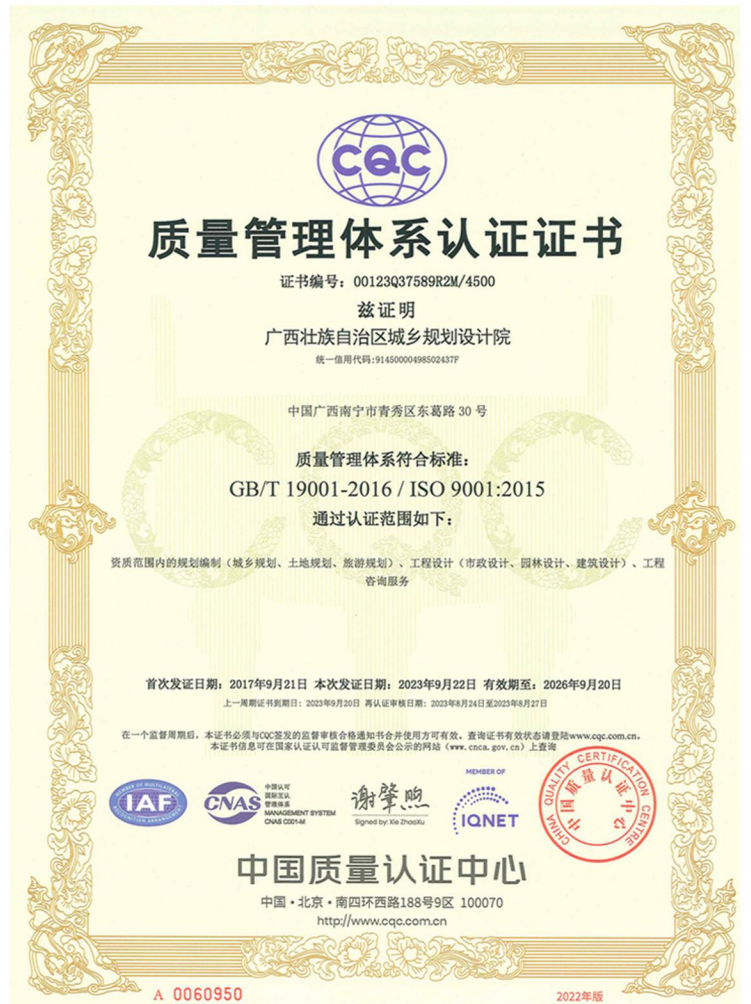 CQC
质量管理体系认证证书
证书编号：00123Q37589R2M/4500
兹证明
广西壮族自治区城乡规划设计院
统一信用代码:91450000498502437F
中国广西南宁市青秀区东葛路 30 号
质量管理体系符合标准：
GB/T 19001-2016 / ISO 9001:2015
通过认证范围如下：
资质范围内的规划编制（城乡规划、土地规划、旅游规划）、工程设计（市政设计、园林设计、建筑设计）、工程
咨询服务
首次发证日期：2017年9月21日 本次发证日期：2023年9月22日 有效期至：2026年9月20日
上一周期证书到期日：2023年9月20日 再认证审核日期：2023年8月24日至2023年8月27日
在一个监督周期后，本证书必须与CQC签发的监督审核合格通知书合并使用方可有效。查询证书有效状态请登陆www.cqc.com.cn，
本证书信息可在国家认证认可监督管理委员会公示的网站（www.cnca.gov.cn）上查询
MEMBER OF MULTILATERAL
IAF
RECOGNITION ARRANGEMENT
CNAS
中国认可
国际互认
管理体系
MANAGEMENT SYSTEM
CNAS C001-M
谢肇煦
Signed by: Xie ZhaoXu
MEMBER OF
IQNET
CHINA QUALITY CERTIFICATION CENTRE
中国质量认证中心
中国质量认证中心
中国·北京·南四环西路188号9区 100070
http://www.cqc.com.cn
A 0060950
2022年版